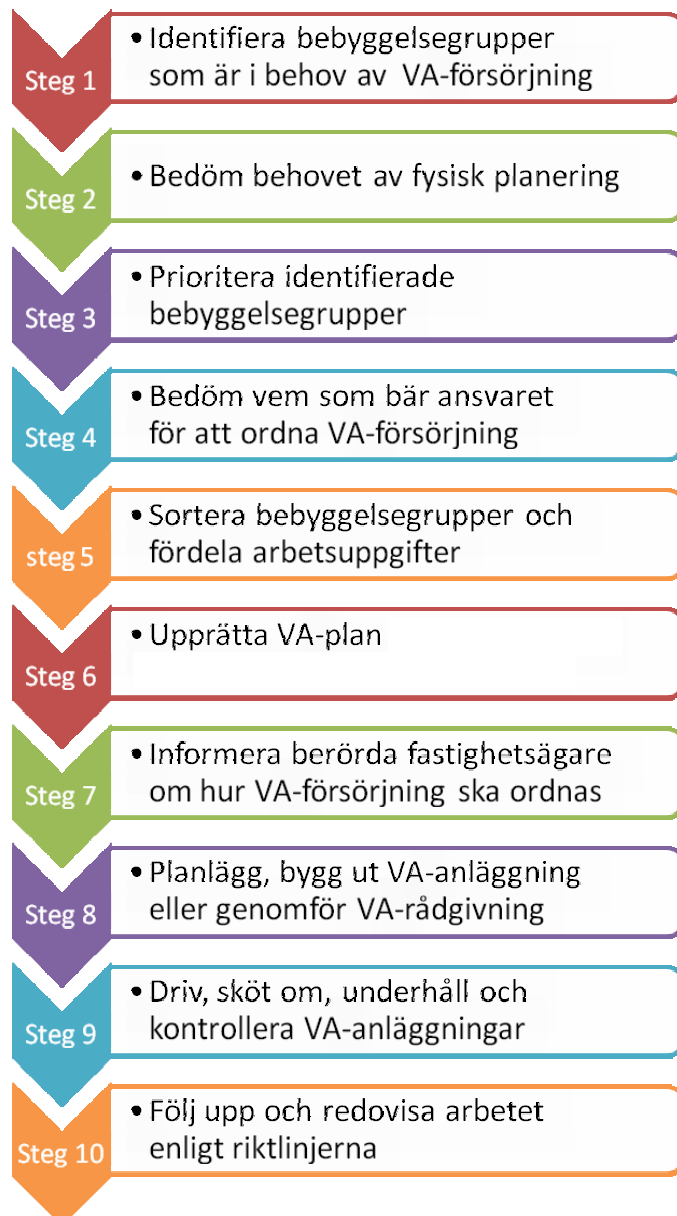 Steg 1
• Identifiera bebyggelsegrupper
som är i behov av VA-försörjning
Steg 2
• Bedöm behovet av fysisk planering
Steg 3
• Prioritera identifierade
bebyggelsegrupper
Steg 4
• Bedöm vem som bär ansvaret
för att ordna VA-försörjning
steg 5
• Sortera bebyggelsegrupper och
fördela arbetsuppgifter
Steg 6
• Upprätta VA-plan
Steg 7
• Informera berörda fastighetsägare
om hur VA-försörjning ska ordnas
Steg 8
• Planlägg, bygg ut VA-anläggning
eller genomför VA-rådgivning
Steg 9
• Driv, sköt om, underhåll och
kontrollera VA-anläggningar
Steg 10
• Följ upp och redovisa arbetet
enligt riktlinjerna